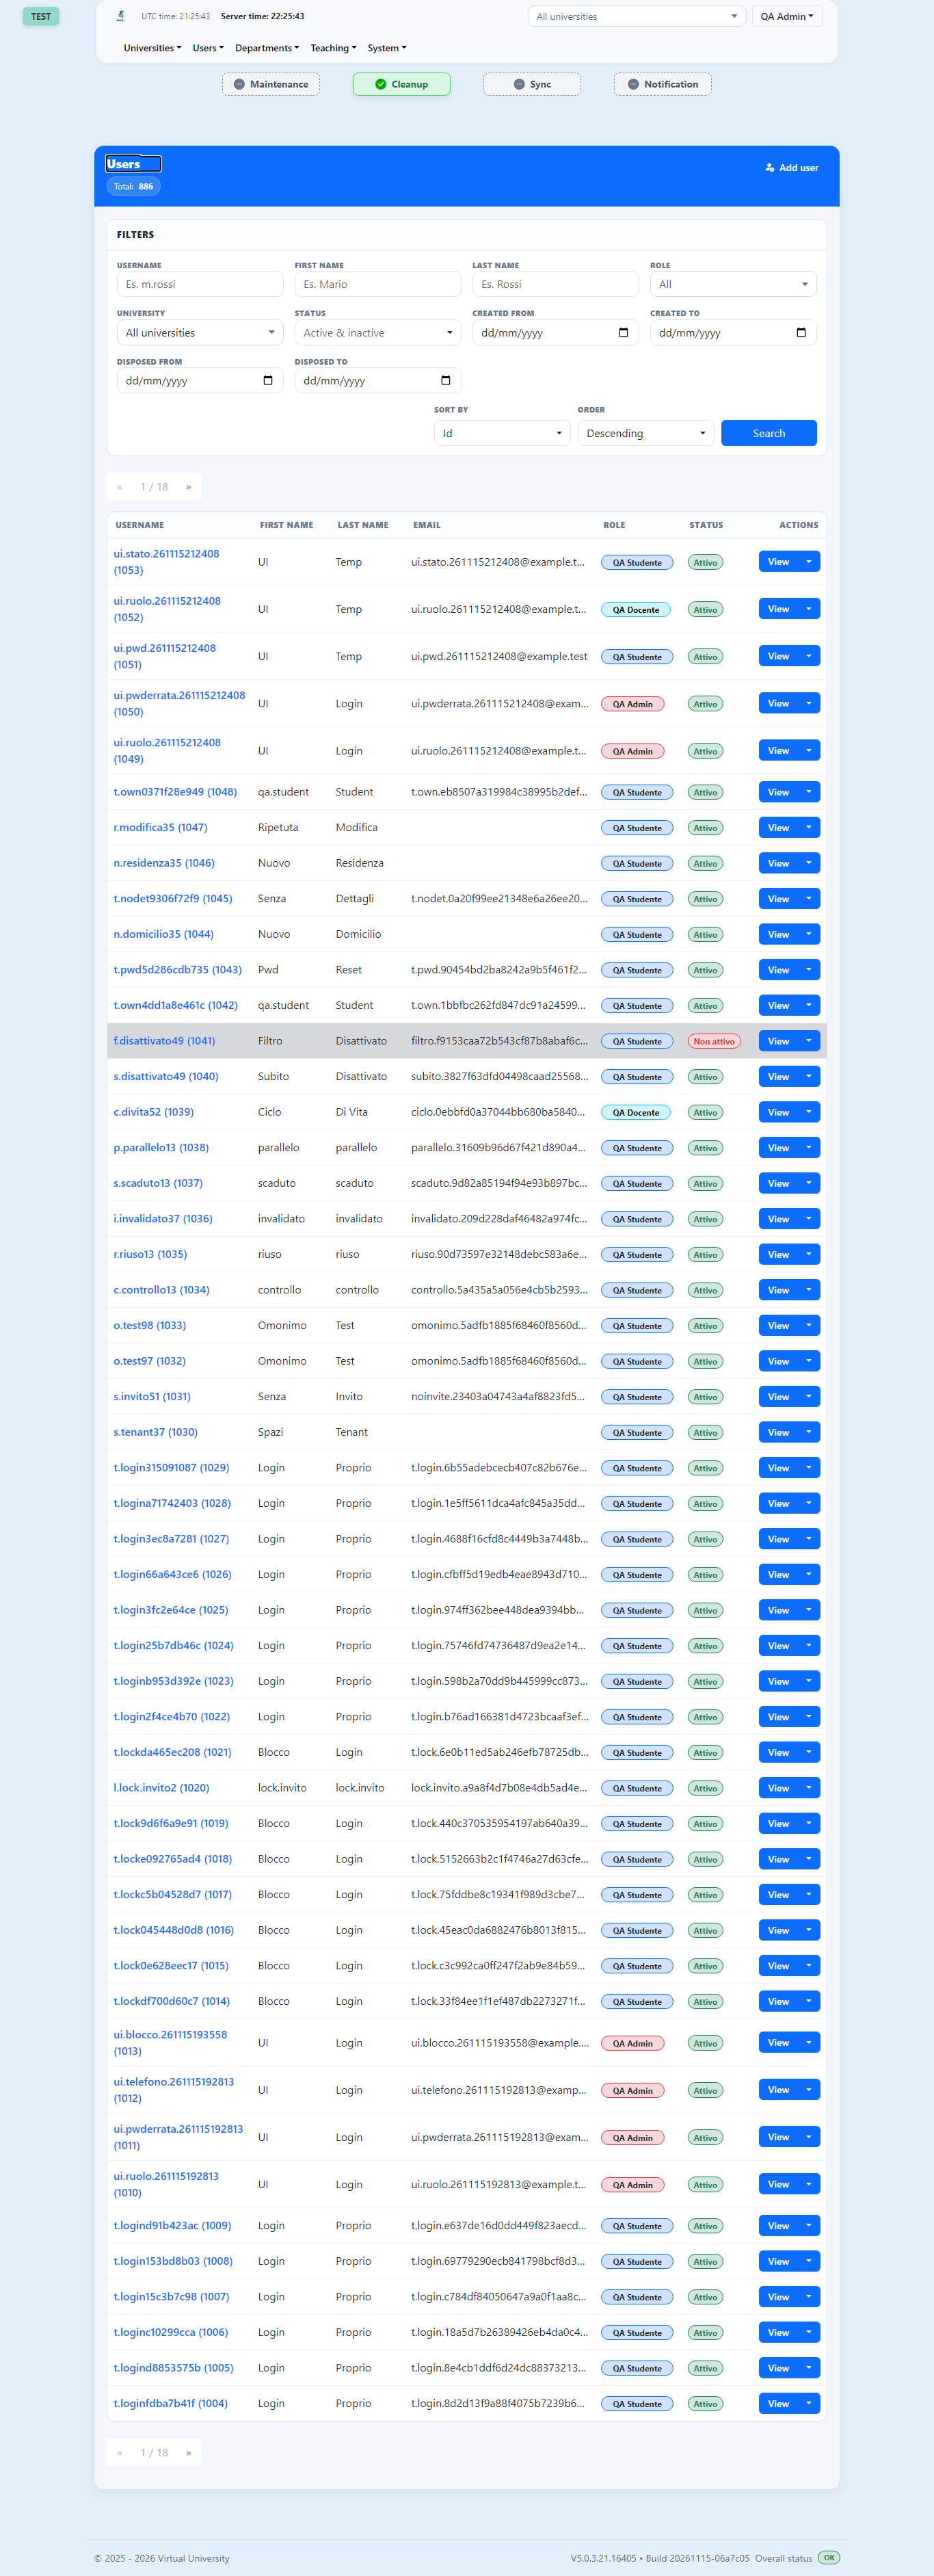 TEST
UTC time: 21:25:43 Server time: 22:25:43
All universities
QA Admin
Universities Users Departments Teaching System
Maintenance Cleanup Sync Notification
Users
Total: 886
Add user
FILTERS
USERNAME FIRST NAME LAST NAME ROLE
Es. m.rossi Es. Mario Es. Rossi All
UNIVERSITY STATUS CREATED FROM CREATED TO
All universities Active & inactive dd/mm/yyyy dd/mm/yyyy
DISPOSED FROM DISPOSED TO
dd/mm/yyyy dd/mm/yyyy
SORT BY ORDER
Id Descending Search
« 1 / 18 »
USERNAME FIRST NAME LAST NAME EMAIL ROLE STATUS ACTIONS
ui.stato.261115212408 (1053) UI Temp ui.stato.261115212408@example.t... QA Studente Attivo View
ui.ruolo.261115212408 (1052) UI Temp ui.ruolo.261115212408@example.t... QA Docente Attivo View
ui.pwd.261115212408 (1051) UI Temp ui.pwd.261115212408@example.test QA Studente Attivo View
ui.pwderrata.261115212408 (1050) UI Login ui.pwderrata.261115212408@exam... QA Admin Attivo View
ui.ruolo.261115212408 (1049) UI Login ui.ruolo.261115212408@example.t... QA Admin Attivo View
t.own0371f28e949 (1048) qa.student Student t.own.eb8507a319984c38995b2def... QA Studente Attivo View
r.modifica35 (1047) Ripetuta Modifica QA Studente Attivo View
n.residenza35 (1046) Nuovo Residenza QA Studente Attivo View
t.nodet9306f72f9 (1045) Senza Dettagli t.nodet.0a20f99ee21348e6a26ee20... QA Studente Attivo View
n.domicilio35 (1044) Nuovo Domicilio QA Studente Attivo View
t.pwd5d286cdb735 (1043) Pwd Reset t.pwd.90454bd2ba8242a9b5f461f2... QA Studente Attivo View
t.own4dd1a8e461c (1042) qa.student Student t.own.1bbfbc262fd847dc91a24599... QA Studente Attivo View
f.disattivato49 (1041) Filtro Disattivato filtro.f9153caa72b543cf87b8abaf6c... QA Studente Non attivo View
s.disattivato49 (1040) Subito Disattivato subito.3827f63dfd04498caad25568... QA Studente Attivo View
c.divita52 (1039) Ciclo Di Vita ciclo.0ebbfd0a37044bb680ba5840... QA Docente Attivo View
p.parallelo13 (1038) parallelo parallelo parallelo.31609b96d67f421d890a4... QA Studente Attivo View
s.scaduto13 (1037) scaduto scaduto scaduto.9d82a85194f94e93b897bc... QA Studente Attivo View
i.invalidato37 (1036) invalidato invalidato invalidato.209d228daf46482a974fc... QA Studente Attivo View
r.riuso13 (1035) riuso riuso riuso.90d73597e32148debc583a6e... QA Studente Attivo View
c.controllo13 (1034) controllo controllo controllo.5a435a5a056e4cb5b2593... QA Studente Attivo View
o.test98 (1033) Omonimo Test omonimo.5adfb1885f68460f8560d... QA Studente Attivo View
o.test97 (1032) Omonimo Test omonimo.5adfb1885f68460f8560d... QA Studente Attivo View
s.invito51 (1031) Senza Invito noinvite.23403a04743a4af8823fd5... QA Studente Attivo View
s.tenant37 (1030) Spazi Tenant QA Studente Attivo View
t.login315091087 (1029) Login Proprio t.login.6b55adebcecb407c82b676e... QA Studente Attivo View
t.logina71742403 (1028) Login Proprio t.login.1e5ff5611dca4afc845a35dd... QA Studente Attivo View
t.login3ec8a7281 (1027) Login Proprio t.login.4688f16cfd8c4449b3a7448b... QA Studente Attivo View
t.login66a643ce6 (1026) Login Proprio t.login.cfbff5d19edb4eae8943d710... QA Studente Attivo View
t.login3fc2e64ce (1025) Login Proprio t.login.974ff362bee448dea9394bb... QA Studente Attivo View
t.login25b7db46c (1024) Login Proprio t.login.75746fd74736487d9ea2e14... QA Studente Attivo View
t.loginb953d392e (1023) Login Proprio t.login.598b2a70dd9b445999cc873... QA Studente Attivo View
t.login2f4ce4b70 (1022) Login Proprio t.login.b76ad166381d4723bcaaf3ef... QA Studente Attivo View
t.lockda465ec208 (1021) Blocco Login t.lock.6e0b11ed5ab246efb78725db... QA Studente Attivo View
l.lock.invito2 (1020) lock.invito lock.invito lock.invito.a9a8f4d7b08e4db5ad4e... QA Studente Attivo View
t.lock9d6f6a9e91 (1019) Blocco Login t.lock.440c370535954197ab640a39... QA Studente Attivo View
t.locke092765ad4 (1018) Blocco Login t.lock.5152663b2c1f4746a27d63cfe... QA Studente Attivo View
t.lockc5b04528d7 (1017) Blocco Login t.lock.75fddbe8c19341f989d3cbe7... QA Studente Attivo View
t.lock045448d0d8 (1016) Blocco Login t.lock.45eac0da6882476b8013f815... QA Studente Attivo View
t.lock0e628eec17 (1015) Blocco Login t.lock.c3c992ca0ff247f2ab9e84b59... QA Studente Attivo View
t.lockdf700d60c7 (1014) Blocco Login t.lock.33f84ee1f1ef487db2273271f... QA Studente Attivo View
ui.blocco.261115193558 (1013) UI Login ui.blocco.261115193558@example.... QA Admin Attivo View
ui.telefono.261115192813 (1012) UI Login ui.telefono.261115192813@examp... QA Admin Attivo View
ui.pwderrata.261115192813 (1011) UI Login ui.pwderrata.261115192813@exam... QA Admin Attivo View
ui.ruolo.261115192813 (1010) UI Login ui.ruolo.261115192813@example.t... QA Admin Attivo View
t.logind91b423ac (1009) Login Proprio t.login.e637de16d0dd449f823aecd... QA Studente Attivo View
t.login153bd8b03 (1008) Login Proprio t.login.69779290ecb841798bcf8d3... QA Studente Attivo View
t.login15c3b7c98 (1007) Login Proprio t.login.c784df84050647a9a0f1aa8c... QA Studente Attivo View
t.loginc10299cca (1006) Login Proprio t.login.18a5d7b26389426eb4da0c4... QA Studente Attivo View
t.logind8853575b (1005) Login Proprio t.login.8e4cb1ddf6d24dc88373213... QA Studente Attivo View
t.loginfdba7b41f (1004) Login Proprio t.login.8d2d13f9a88f4075b7239b6... QA Studente Attivo View
« 1 / 18 »
© 2025 - 2026 Virtual University V5.0.3.21.16405 • Build 20261115-06a7c05 Overall status OK